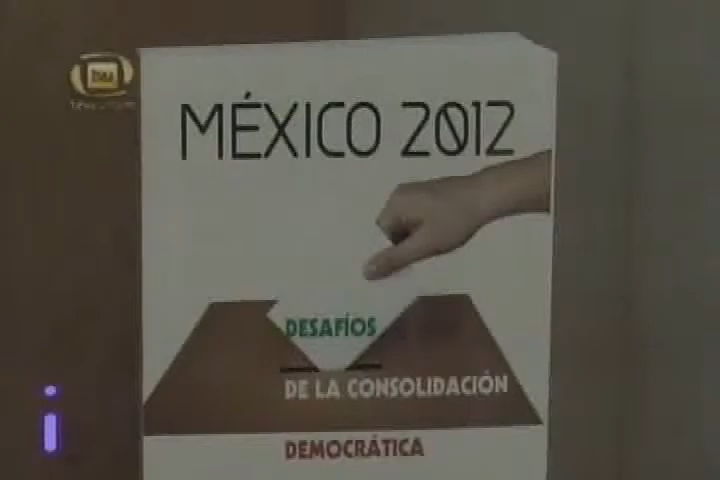 MÉXICO 2012
DESAFÍOS
DE LA CONSOLIDACIÓN
DEMOCRÁTICA
i